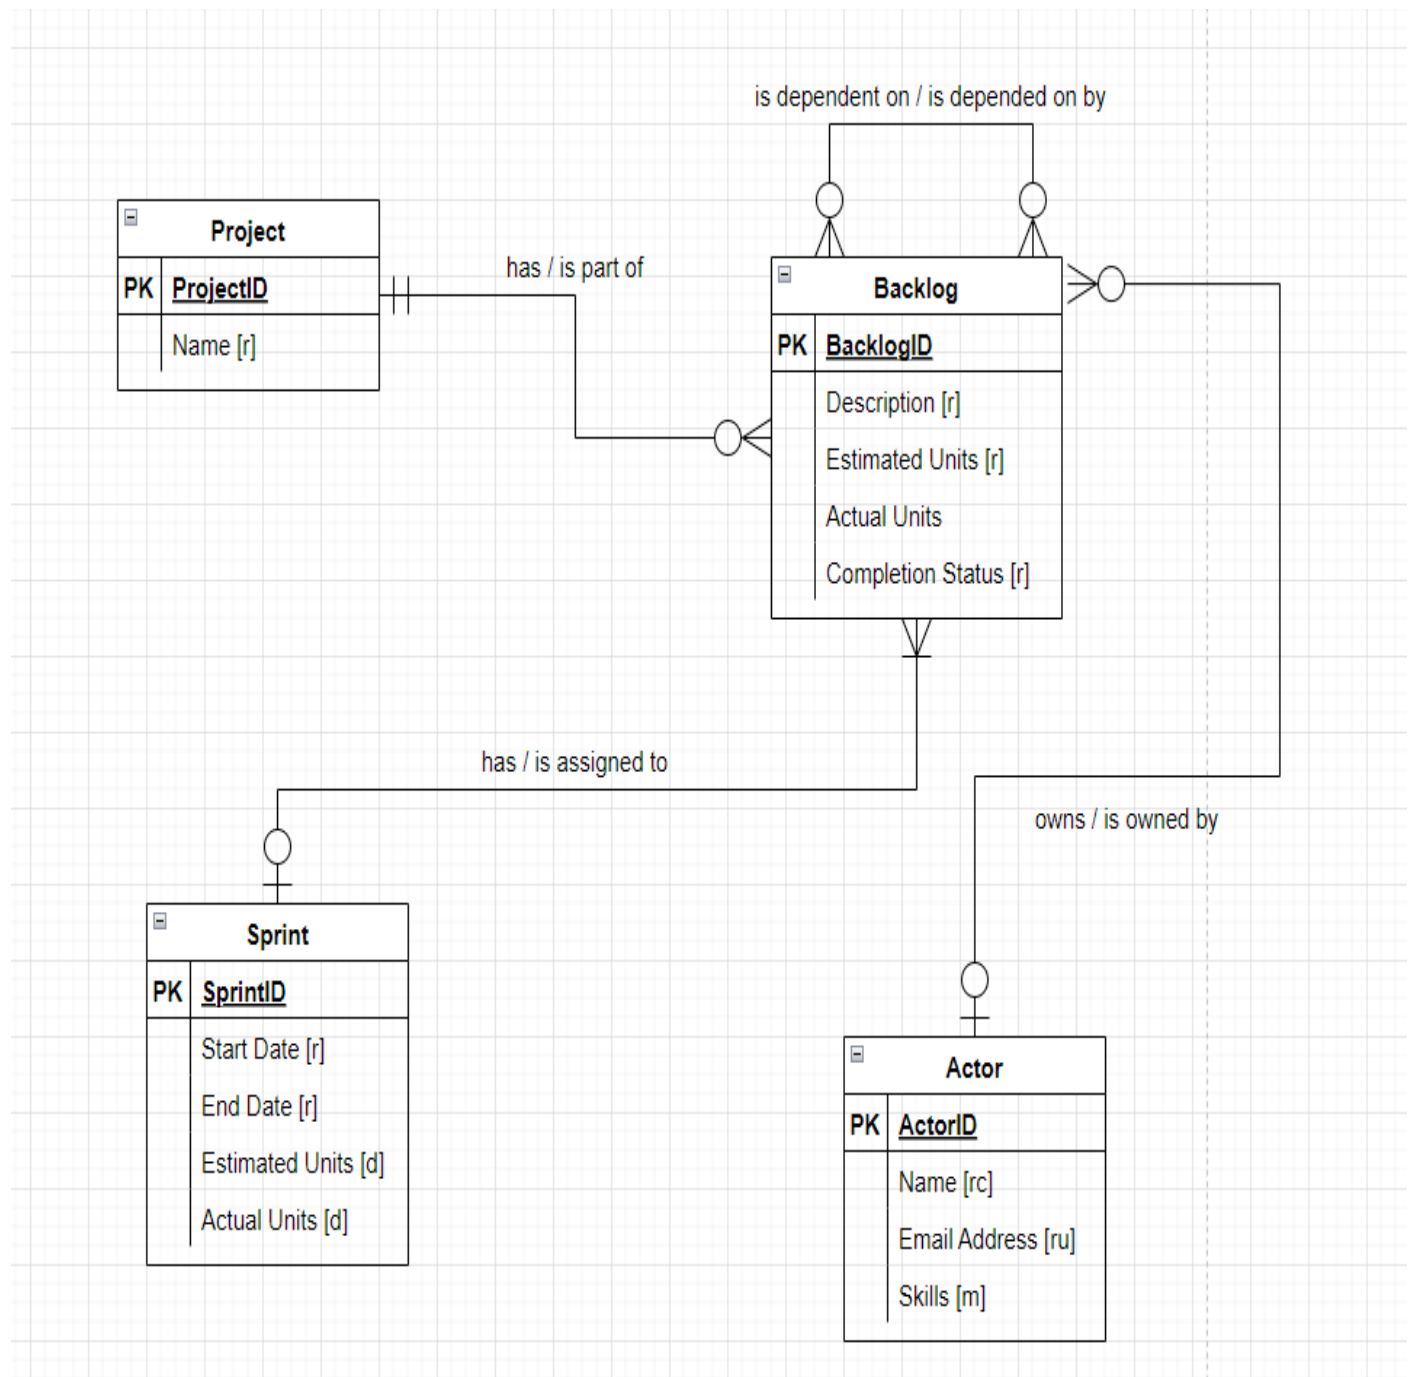 is dependent on / is depended on by
Project
PK ProjectID
Name [r]
has / is part of
Backlog
PK BacklogID
Description [r]
Estimated Units [r]
Actual Units
Completion Status [r]
has / is assigned to
owns / is owned by
Sprint
PK SprintID
Start Date [r]
End Date [r]
Estimated Units [d]
Actual Units [d]
Actor
PK ActorID
Name [rc]
Email Address [ru]
Skills [m]